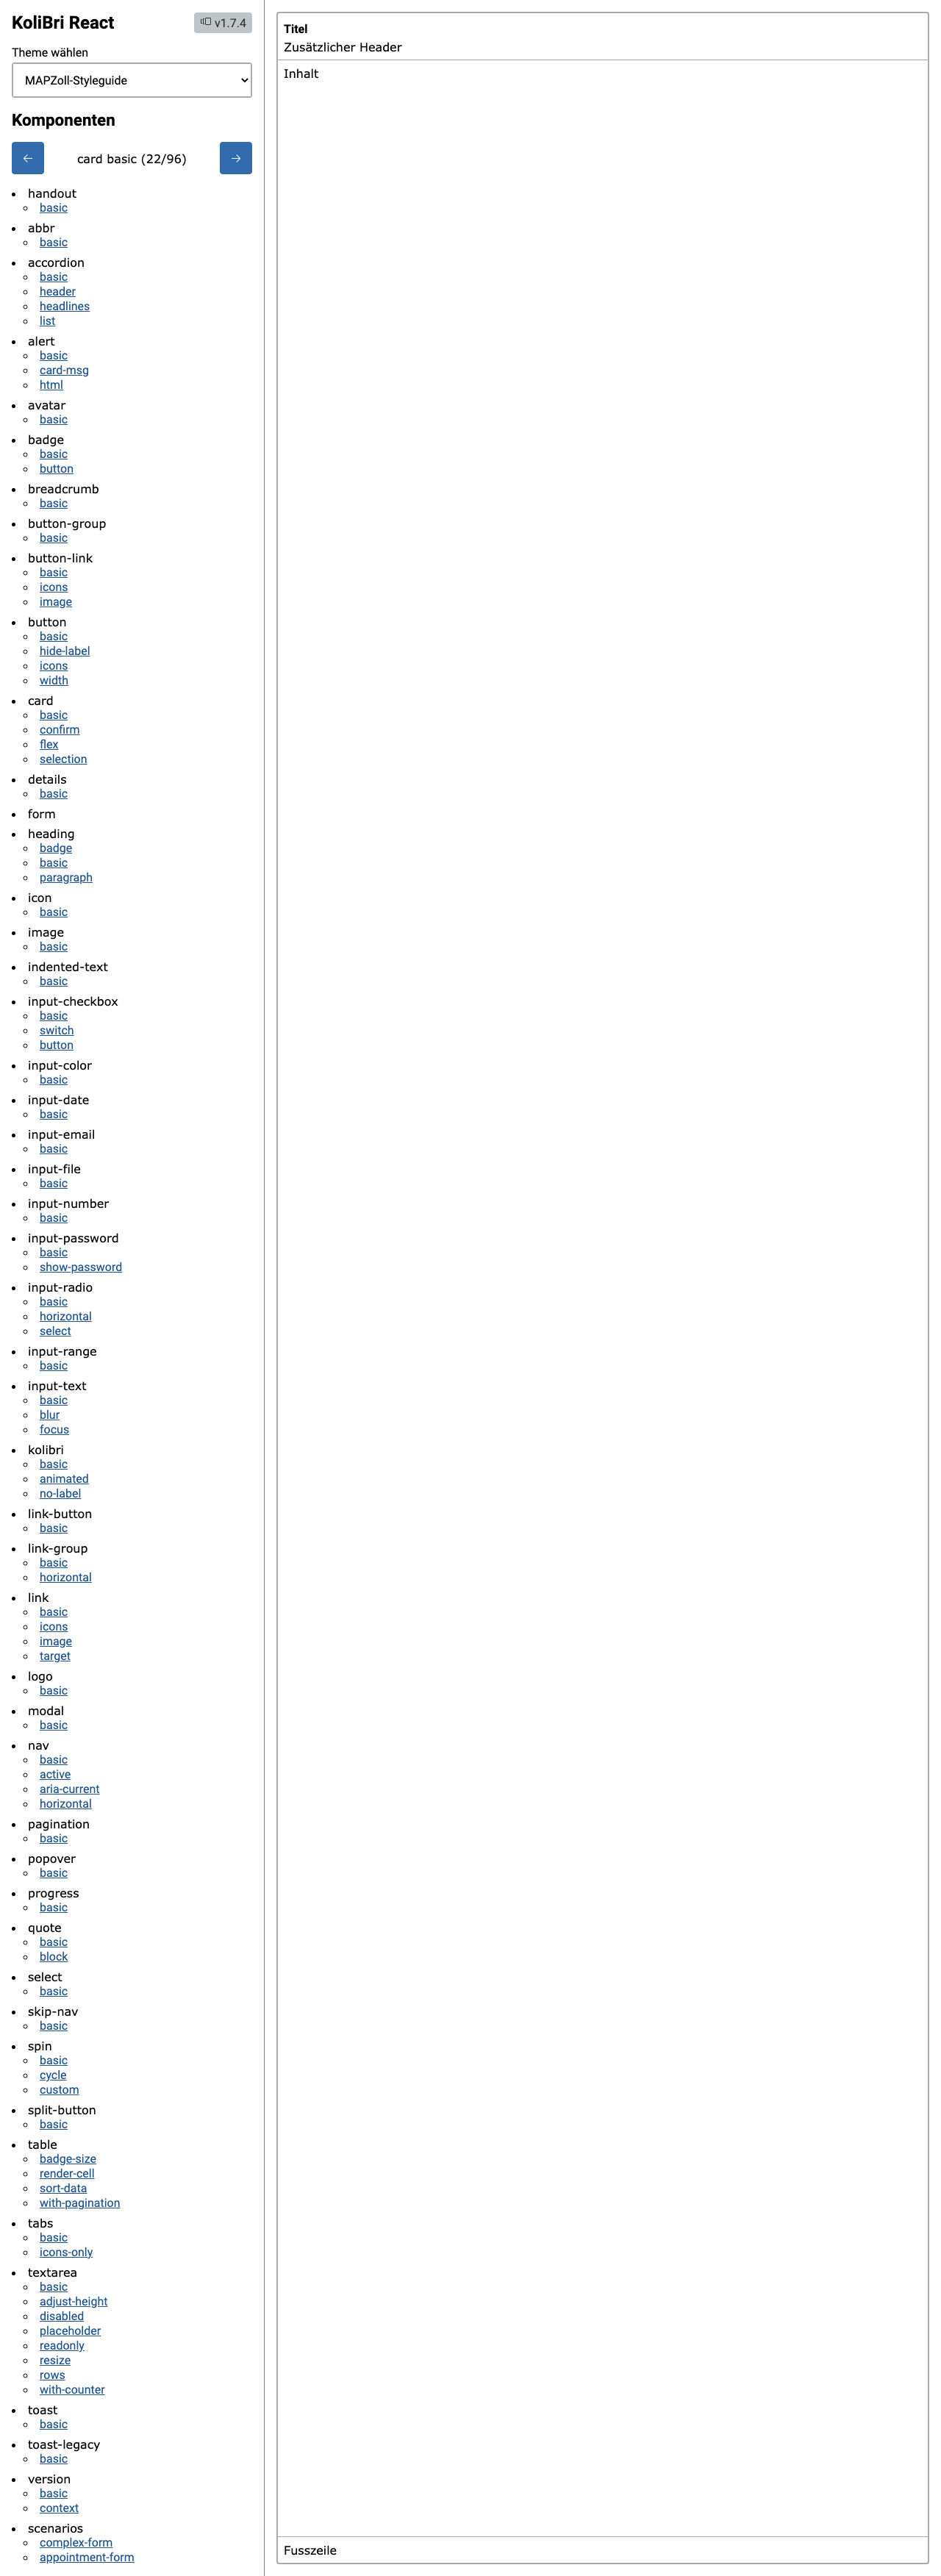 KoliBri React
v1.7.4
Theme wählen
MAPZoll-Styleguide
Komponenten
← card basic (22/96) →
handout
basic
abbr
basic
accordion
basic
header
headlines
list
alert
basic
card-msg
html
avatar
basic
badge
basic
button
breadcrumb
basic
button-group
basic
button-link
basic
icons
image
button
basic
hide-label
icons
width
card
basic
confirm
flex
selection
details
basic
form
heading
badge
basic
paragraph
icon
basic
image
basic
indented-text
basic
input-checkbox
basic
switch
button
input-color
basic
input-date
basic
input-email
basic
input-file
basic
input-number
basic
input-password
basic
show-password
input-radio
basic
horizontal
select
input-range
basic
input-text
basic
blur
focus
kolibri
basic
animated
no-label
link-button
basic
link-group
basic
horizontal
link
basic
icons
image
target
logo
basic
modal
basic
nav
basic
active
aria-current
horizontal
pagination
basic
popover
basic
progress
basic
quote
basic
block
select
basic
skip-nav
basic
spin
basic
cycle
custom
split-button
basic
table
badge-size
render-cell
sort-data
with-pagination
tabs
basic
icons-only
textarea
basic
adjust-height
disabled
placeholder
readonly
resize
rows
with-counter
toast
basic
toast-legacy
basic
version
basic
context
scenarios
complex-form
appointment-form
Titel
Zusätzlicher Header
Inhalt
Fusszeile